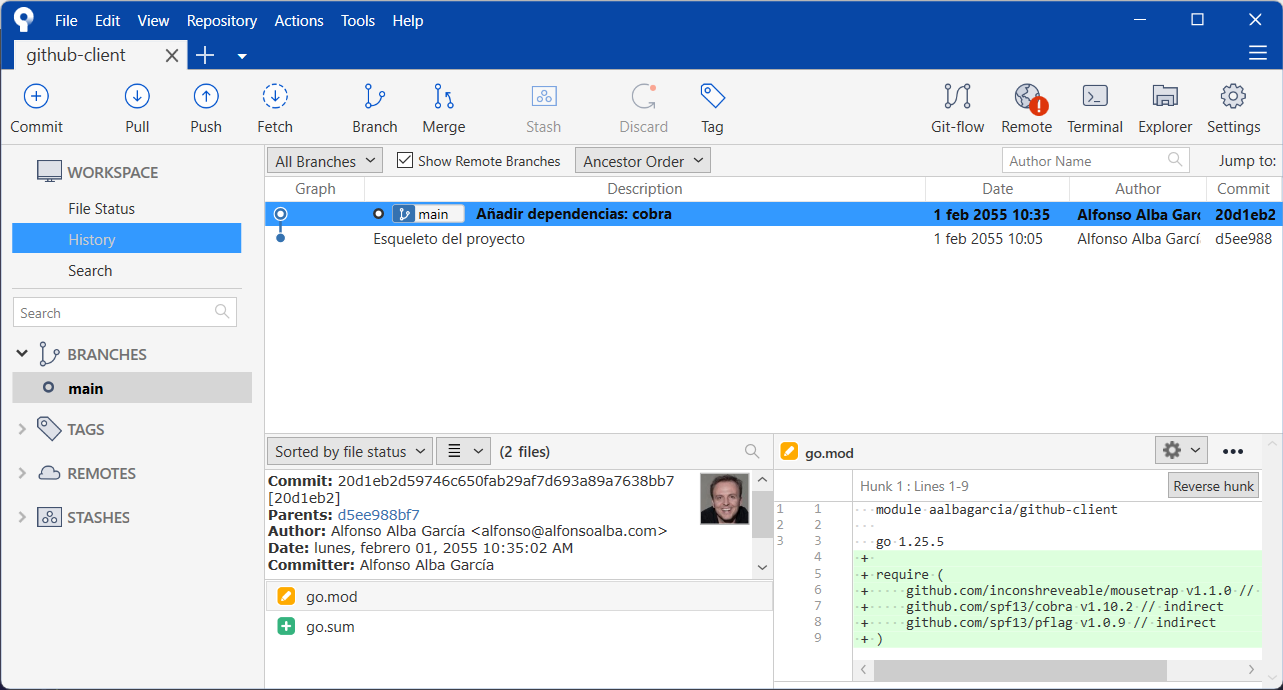 File Edit View Repository Actions Tools Help
github-client
Commit Pull Push Fetch Branch Merge Stash Discard Tag Git-flow Remote Terminal Explorer Settings
WORKSPACE
File Status
History
Search
Search
BRANCHES
main
TAGS
REMOTES
STASHES
All Branches Show Remote Branches Ancestor Order Author Name Jump to:
Graph Description Date Author Commit
main Añadir dependencias: cobra 1 feb 2055 10:35 Alfonso Alba Garc 20d1eb2
Esqueleto del proyecto 1 feb 2055 10:05 Alfonso Alba Garcí d5ee988
Sorted by file status (2 files)
Commit: 20d1eb2d59746c650fab29af7d693a89a7638bb7
[20d1eb2]
Parents: d5ee988bf7
Author: Alfonso Alba García <alfonso@alfonsoalba.com>
Date: lunes, febrero 01, 2055 10:35:02 AM
Committer: Alfonso Alba García
go.mod
go.sum
go.mod
Hunk 1 : Lines 1-9 Reverse hunk
1 1 module aalbagarcia/github-client
2 2
3 3 go 1.25.5
4 +
5 + require (
6 + github.com/inconshreveable/mousetrap v1.1.0 //
7 + github.com/spf13/cobra v1.10.2 // indirect
8 + github.com/spf13/pflag v1.0.9 // indirect
9 + )